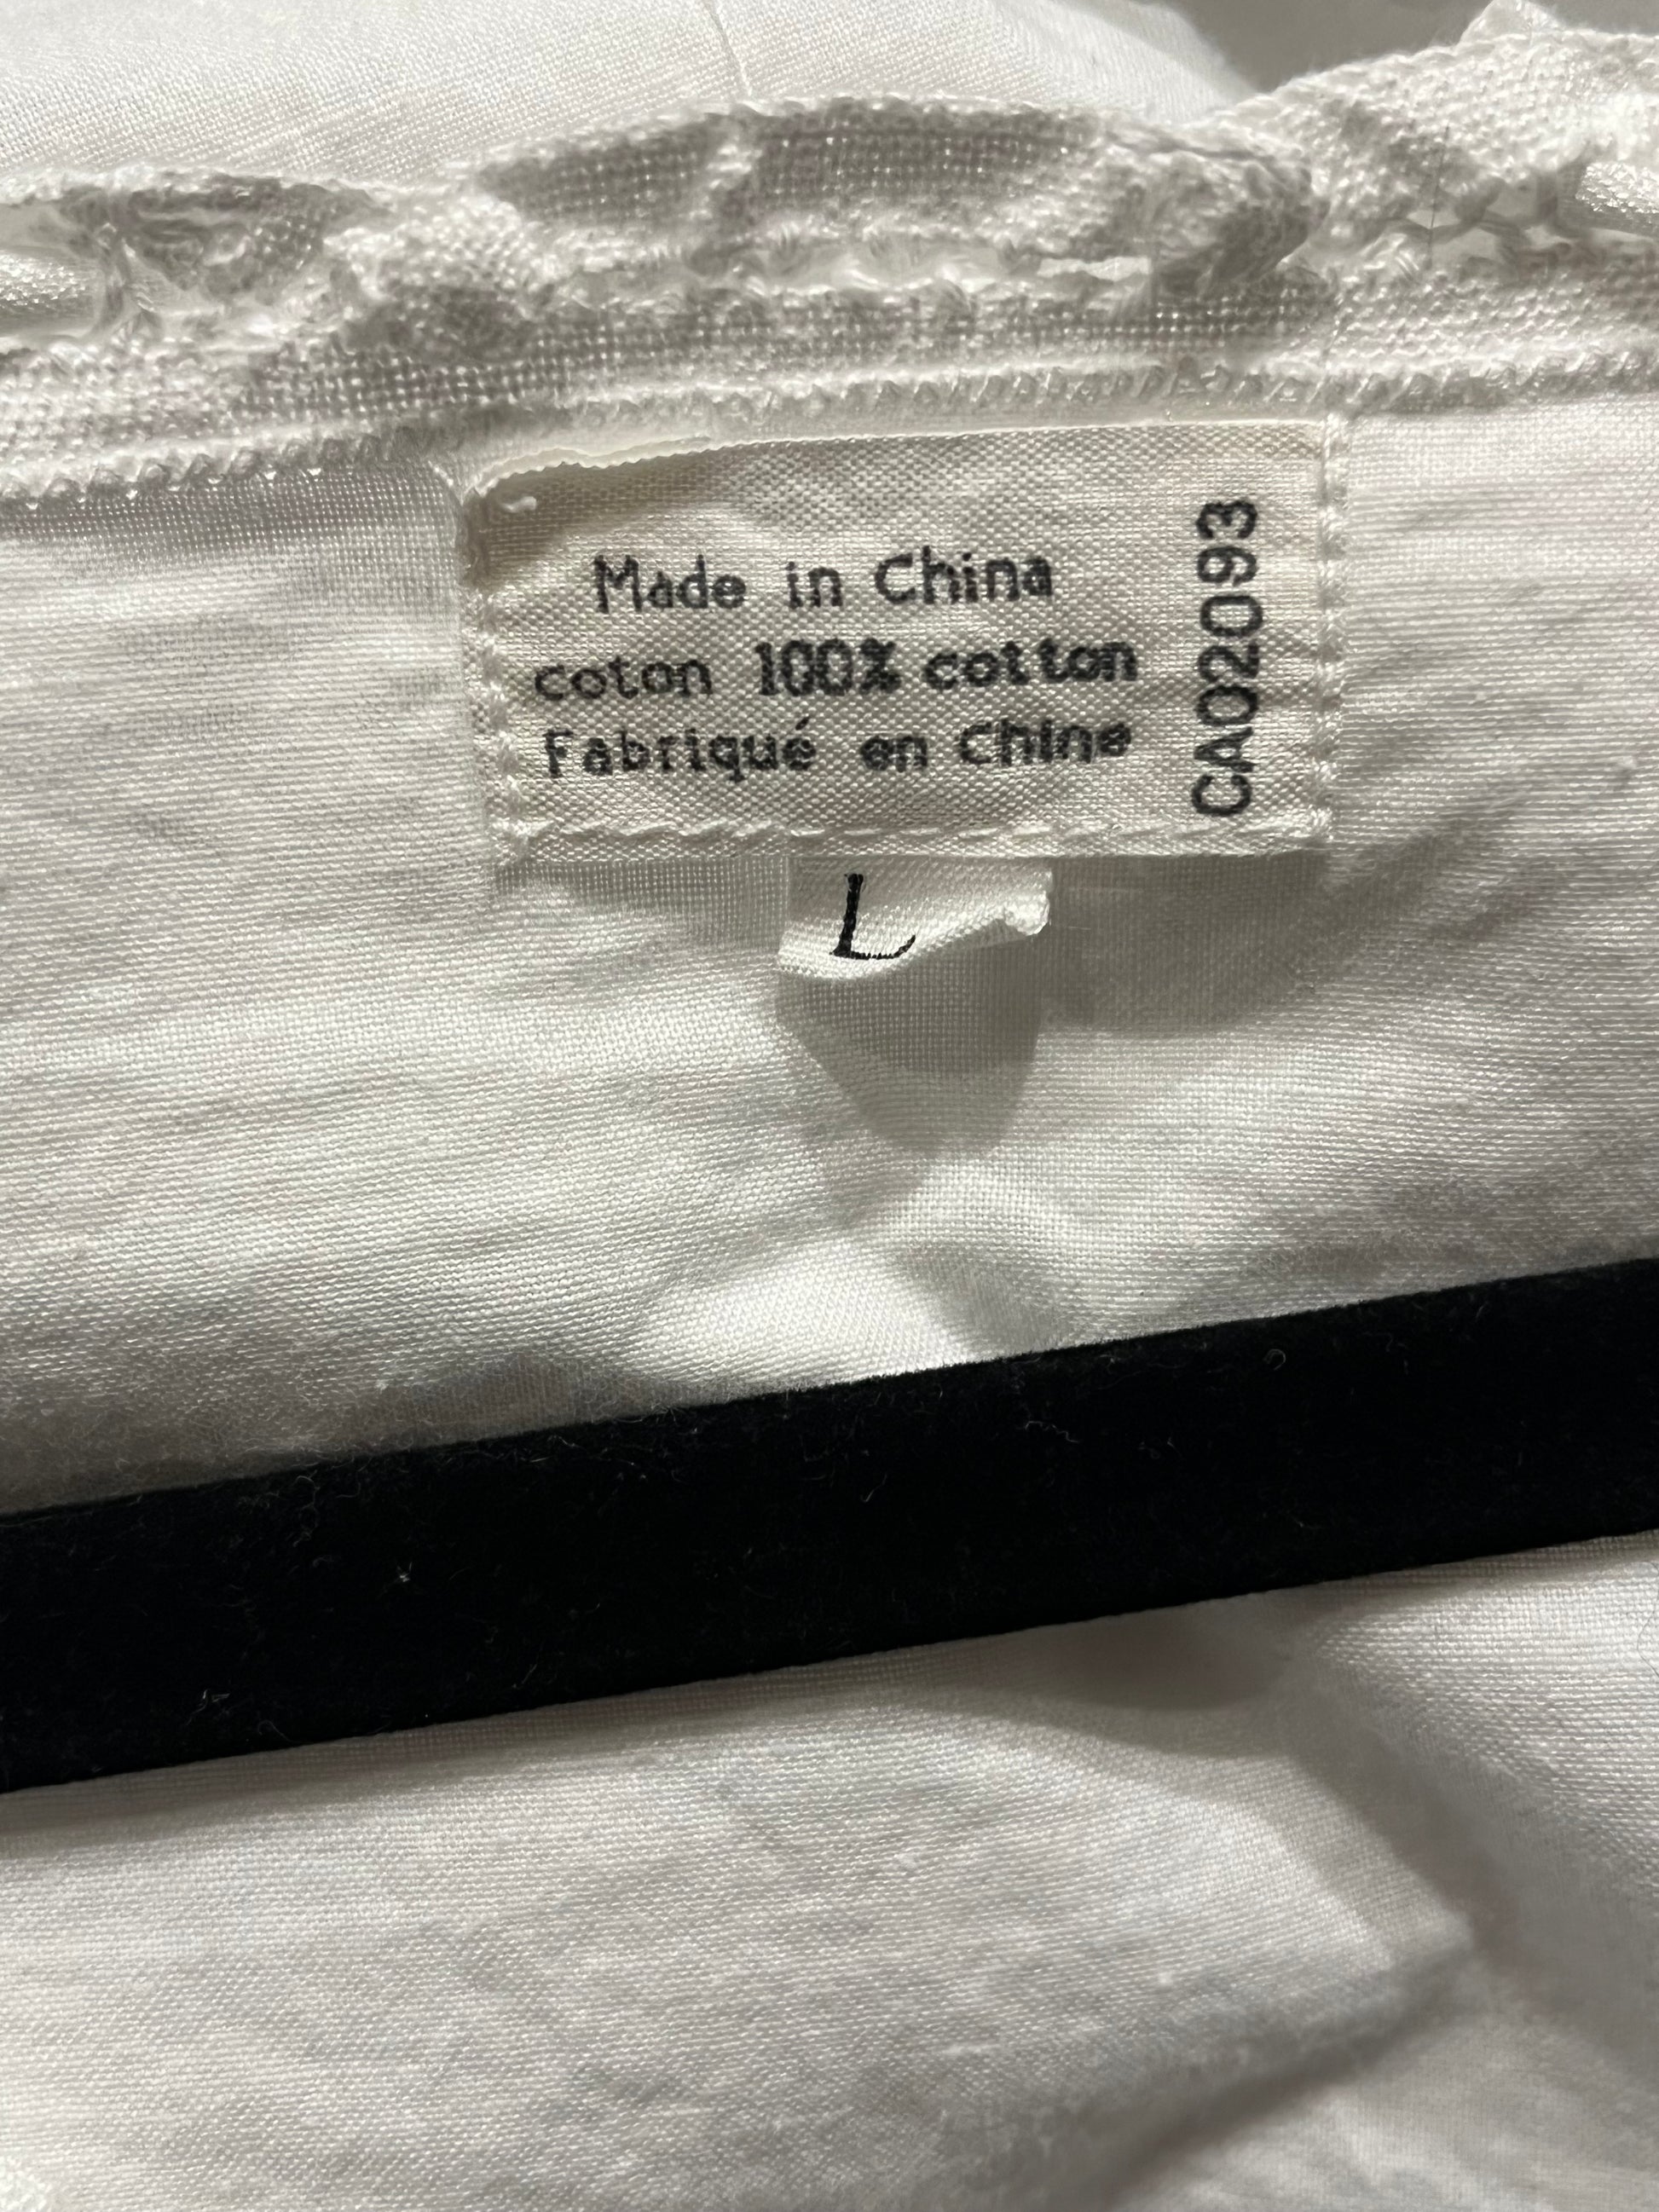 Made in China
coton 100% cotton
Fabriqué en Chine
CA02093
L